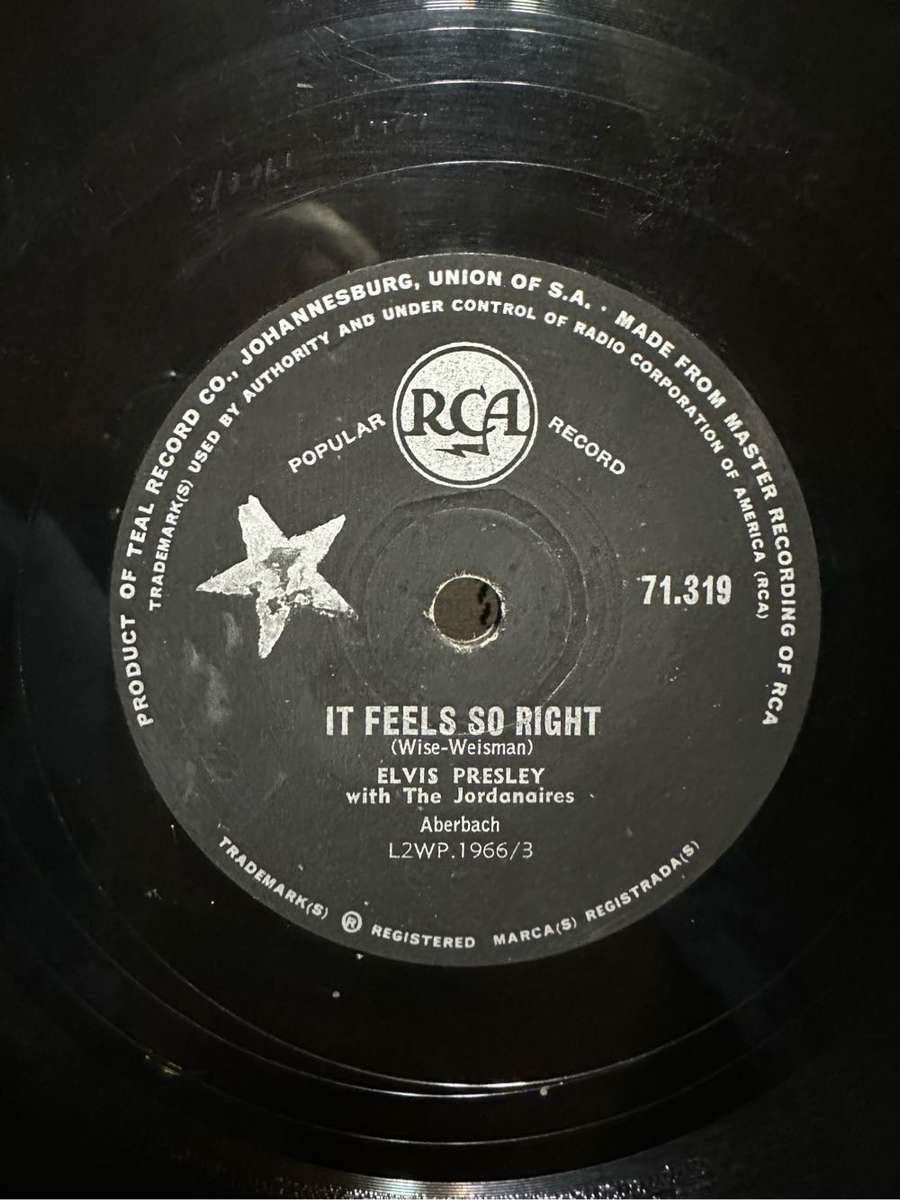 PRODUCT OF TEAL RECORD CO., JOHANNESBURG, UNION OF S.A. · MADE FROM MASTER RECORDING OF RCA
TRADEMARK(S) USED BY AUTHORITY AND UNDER CONTROL OF RADIO CORPORATION OF AMERICA (RCA)
POPULAR RCA RECORD
71.319
IT FEELS SO RIGHT
(Wise-Weisman)
ELVIS PRESLEY
with The Jordanaires
Aberbach
L2WP.1966/3
TRADEMARK(S) ® REGISTERED MARCA(S) REGISTRADA(S)